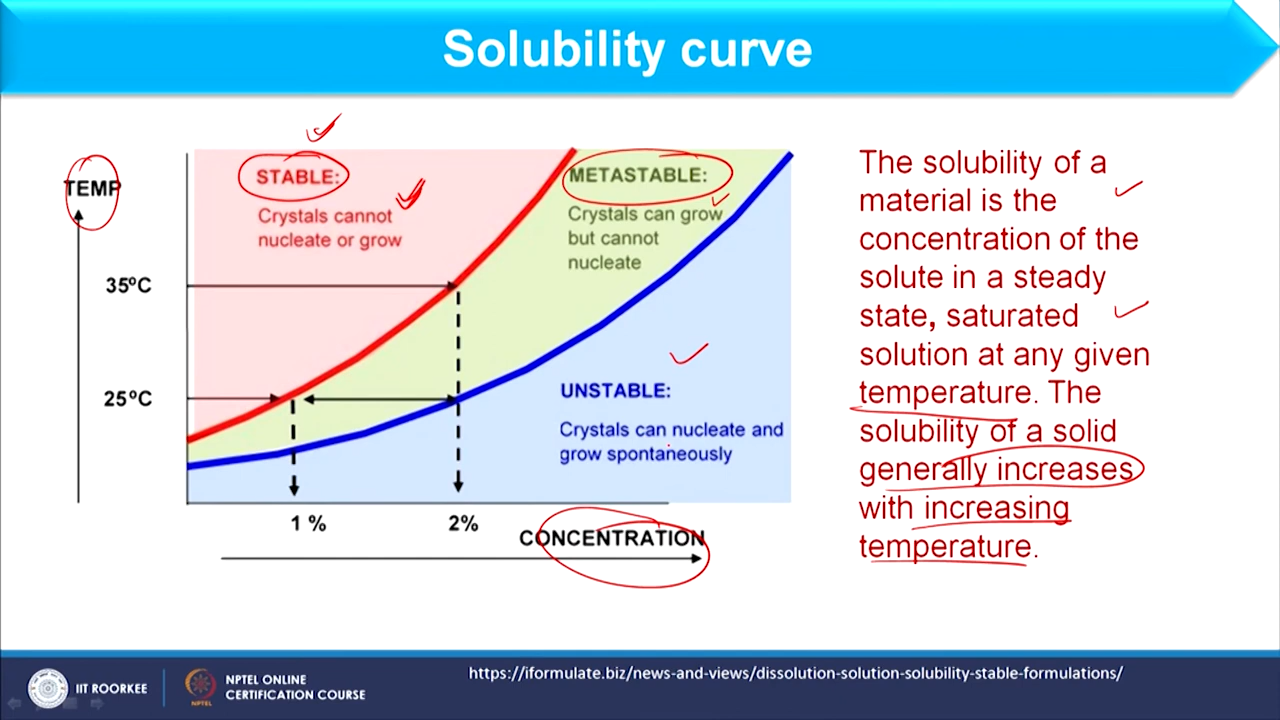 Solubility curve
TEMP
35ºC
25ºC
STABLE:
Crystals cannot
nucleate or grow
METASTABLE:
Crystals can grow
but cannot
nucleate
UNSTABLE:
Crystals can nucleate and
grow spontaneously
1 %
2%
CONCENTRATION
The solubility of a
material is the
concentration of the
solute in a steady
state, saturated
solution at any given
temperature. The
solubility of a solid
generally increases
with increasing
temperature.
https://iformulate.biz/news-and-views/dissolution-solution-solubility-stable-formulations/
IIT ROORKEE
NPTEL
NPTEL ONLINE
CERTIFICATION COURSE